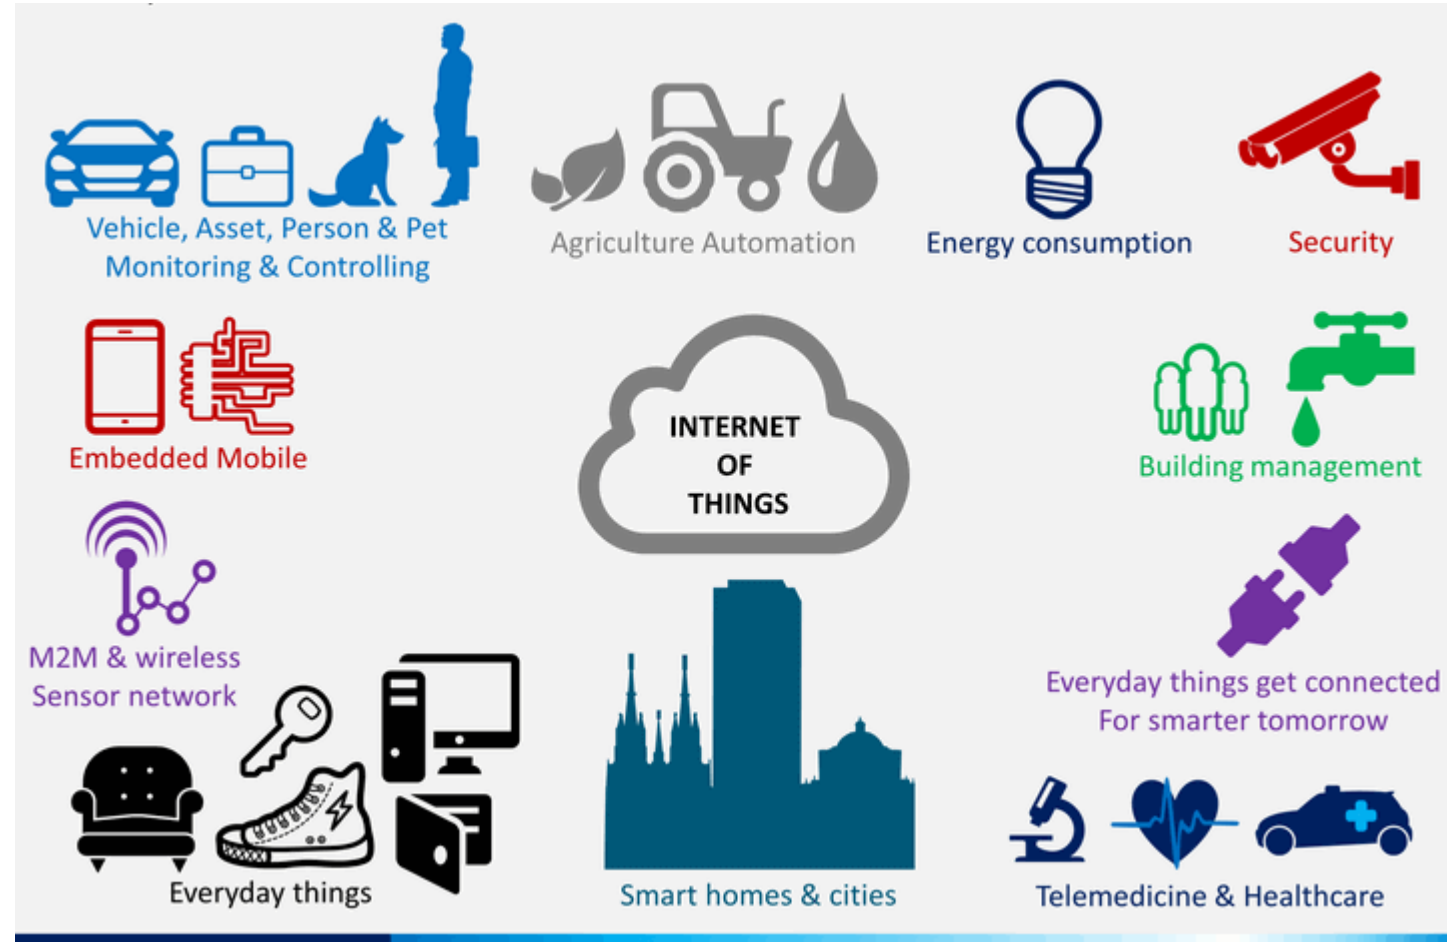 Vehicle, Asset, Person & Pet
Monitoring & Controlling
Agriculture Automation
Energy consumption
Security
Embedded Mobile
INTERNET
OF
THINGS
Building management
M2M & wireless
Sensor network
Everyday things get connected
For smarter tomorrow
Everyday things
Smart homes & cities
Telemedicine & Healthcare